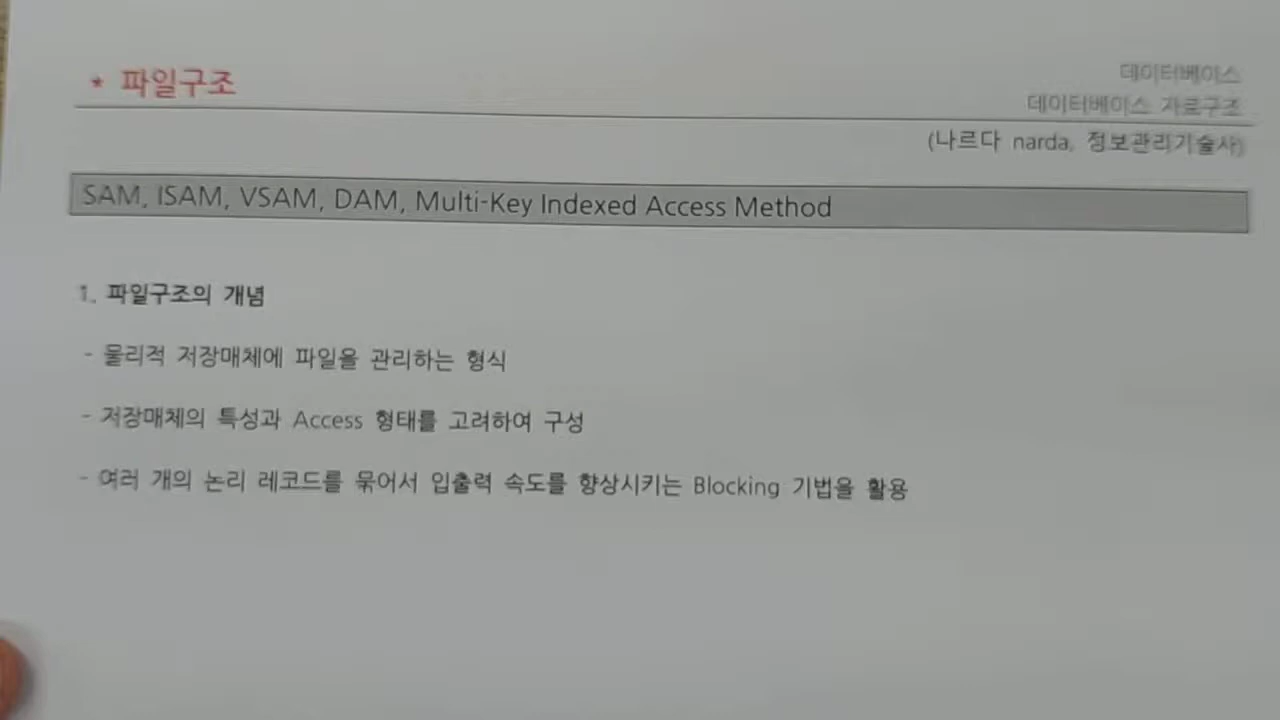 * 파일구조
데이터베이스
데이터베이스 자료구조
(나르다 narda, 정보관리기술사)
SAM, ISAM, VSAM, DAM, Multi-Key Indexed Access Method
1. 파일구조의 개념
- 물리적 저장매체에 파일을 관리하는 형식
- 저장매체의 특성과 Access 형태를 고려하여 구성
- 여러 개의 논리 레코드를 묶어서 입출력 속도를 향상시키는 Blocking 기법을 활용